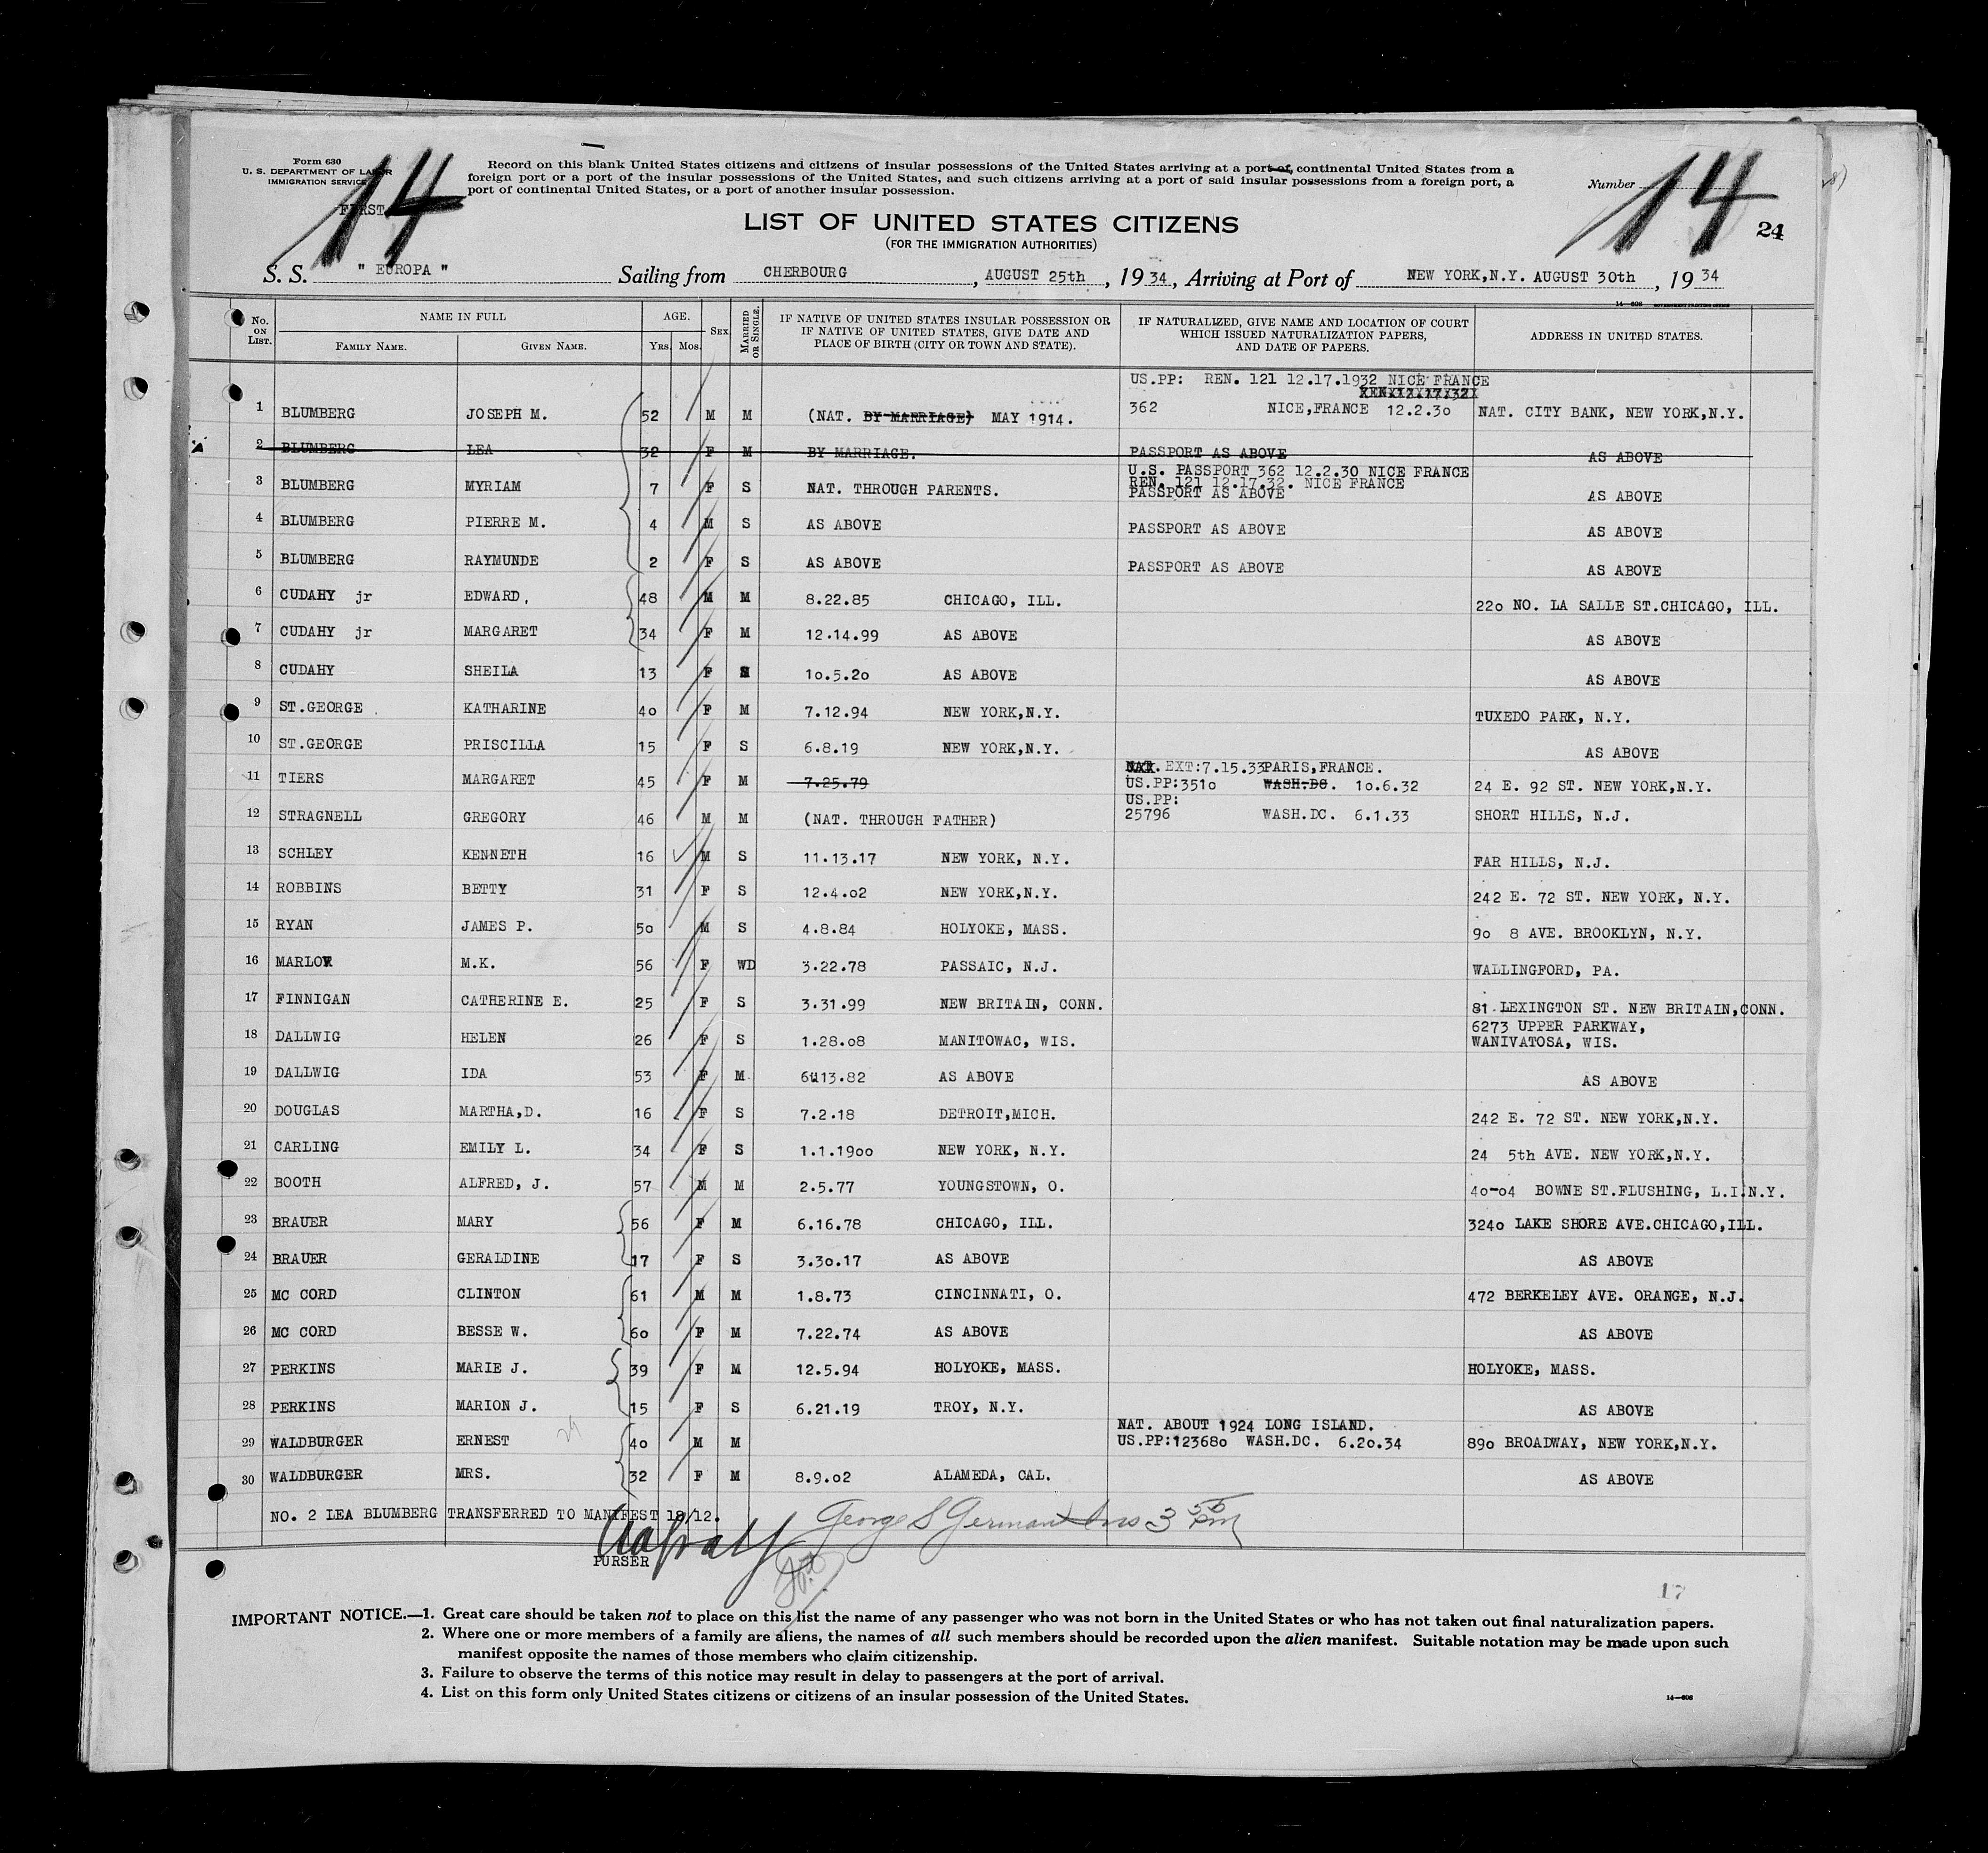 Form 630
U. S. DEPARTMENT OF LABOR
IMMIGRATION SERVICE
FIRST
14
Record on this blank United States citizens and citizens of insular possessions of the United States arriving at a port of continental United States from a
foreign port or a port of the insular possessions of the United States, and such citizens arriving at a port of said insular possessions from a foreign port, a
port of continental United States, or a port of another insular possession.
Number 14
24
LIST OF UNITED STATES CITIZENS
(FOR THE IMMIGRATION AUTHORITIES)
S. S. " EUROPA " Sailing from CHERBOURG , AUGUST 25th , 1934, Arriving at Port of NEW YORK,N.Y. AUGUST 30th , 1934
14—608 GOVERNMENT PRINTING OFFICE
No. ON LIST. NAME IN FULL FAMILY NAME. GIVEN NAME. AGE. Yrs. Mos. Sex MARRIED OR SINGLE. IF NATIVE OF UNITED STATES INSULAR POSSESSION OR IF NATIVE OF UNITED STATES, GIVE DATE AND PLACE OF BIRTH (CITY OR TOWN AND STATE). IF NATURALIZED, GIVE NAME AND LOCATION OF COURT WHICH ISSUED NATURALIZATION PAPERS, AND DATE OF PAPERS. ADDRESS IN UNITED STATES.
US.PP: REN. 121 12.17.1932 NICE FRANCE
1 BLUMBERG JOSEPH M. 52 M M (NAT. BY MARRIAGE) MAY 1914. 362 NICE,FRANCE 12.2.30 NAT. CITY BANK, NEW YORK,N.Y.
2 BLUMBERG LEA 32 F M BY MARRIAGE. PASSPORT AS ABOVE AS ABOVE
U.S. PASSPORT 362 12.2.30 NICE FRANCE
REN. 121 12.17.32. NICE FRANCE
3 BLUMBERG MYRIAM 7 F S NAT. THROUGH PARENTS. PASSPORT AS ABOVE AS ABOVE
4 BLUMBERG PIERRE M. 4 M S AS ABOVE PASSPORT AS ABOVE AS ABOVE
5 BLUMBERG RAYMUNDE 2 F S AS ABOVE PASSPORT AS ABOVE AS ABOVE
6 CUDAHY jr EDWARD, 48 M M 8.22.85 CHICAGO, ILL. 220 NO. LA SALLE ST.CHICAGO, ILL.
7 CUDAHY jr MARGARET 34 F M 12.14.99 AS ABOVE AS ABOVE
8 CUDAHY SHEILA 13 F S 10.5.20 AS ABOVE AS ABOVE
9 ST.GEORGE KATHARINE 40 F M 7.12.94 NEW YORK,N.Y. TUXEDO PARK, N.Y.
10 ST.GEORGE PRISCILLA 15 F S 6.8.19 NEW YORK,N.Y. AS ABOVE
NAT. EXT:7.15.33PARIS,FRANCE.
11 TIERS MARGARET 45 F M 7.25.79 US.PP:3510 WASH.DS. 10.6.32 24 E. 92 ST. NEW YORK,N.Y.
US.PP:
12 STRAGNELL GREGORY 46 M M (NAT. THROUGH FATHER) 25796 WASH.DC. 6.1.33 SHORT HILLS, N.J.
13 SCHLEY KENNETH 16 M S 11.13.17 NEW YORK, N.Y. FAR HILLS, N.J.
14 ROBBINS BETTY 31 F S 12.4.02 NEW YORK,N.Y. 242 E. 72 ST. NEW YORK, N.Y.
15 RYAN JAMES P. 50 M S 4.8.84 HOLYOKE, MASS. 90 8 AVE. BROOKLYN, N.Y.
16 MARLOR M.K. 56 F WD 3.22.78 PASSAIC, N.J. WALLINGFORD, PA.
17 FINNIGAN CATHERINE E. 25 F S 3.31.99 NEW BRITAIN, CONN. 81 LEXINGTON ST. NEW BRITAIN,CONN.
6273 UPPER PARKWAY,
18 DALLWIG HELEN 26 F S 1.28.08 MANITOWAC, WIS. WANIVATOSA, WIS.
19 DALLWIG IDA 53 F M 6u13.82 AS ABOVE AS ABOVE
20 DOUGLAS MARTHA,D. 16 F S 7.2.18 DETROIT,MICH. 242 E. 72 ST. NEW YORK,N.Y.
21 CARLING EMILY L. 34 F S 1.1.1900 NEW YORK, N.Y. 24 5th AVE. NEW YORK,N.Y.
22 BOOTH ALFRED, J. 57 M M 2.5.77 YOUNGSTOWN, O. 40-04 BOWNE ST.FLUSHING, L.I.N.Y.
23 BRAUER MARY 56 F M 6.16.78 CHICAGO, ILL. 3240 LAKE SHORE AVE.CHICAGO,ILL.
24 BRAUER GERALDINE 17 F S 3.30.17 AS ABOVE AS ABOVE
25 MC CORD CLINTON 61 M M 1.8.73 CINCINNATI, O. 472 BERKELEY AVE. ORANGE, N.J.
26 MC CORD BESSE W. 60 F M 7.22.74 AS ABOVE AS ABOVE
27 PERKINS MARIE J. 39 F M 12.5.94 HOLYOKE, MASS. HOLYOKE, MASS.
28 PERKINS MARION J. 15 F S 6.21.19 TROY, N.Y. AS ABOVE
NAT. ABOUT 1924 LONG ISLAND.
29 WALDBURGER ERNEST 40 M M US.PP:123680 WASH.DC. 6.20.34 890 BROADWAY, NEW YORK,N.Y.
30 WALDBURGER MRS. 32 F M 8.9.02 ALAMEDA, CAL. AS ABOVE
NO. 2 LEA BLUMBERG TRANSFERRED TO MANIFEST 18/12.
George S German Ins 3
PURSER
17
IMPORTANT NOTICE.—1. Great care should be taken not to place on this list the name of any passenger who was not born in the United States or who has not taken out final naturalization papers.
2. Where one or more members of a family are aliens, the names of all such members should be recorded upon the alien manifest. Suitable notation may be made upon such
manifest opposite the names of those members who claim citizenship.
3. Failure to observe the terms of this notice may result in delay to passengers at the port of arrival.
4. List on this form only United States citizens or citizens of an insular possession of the United States.
14—608